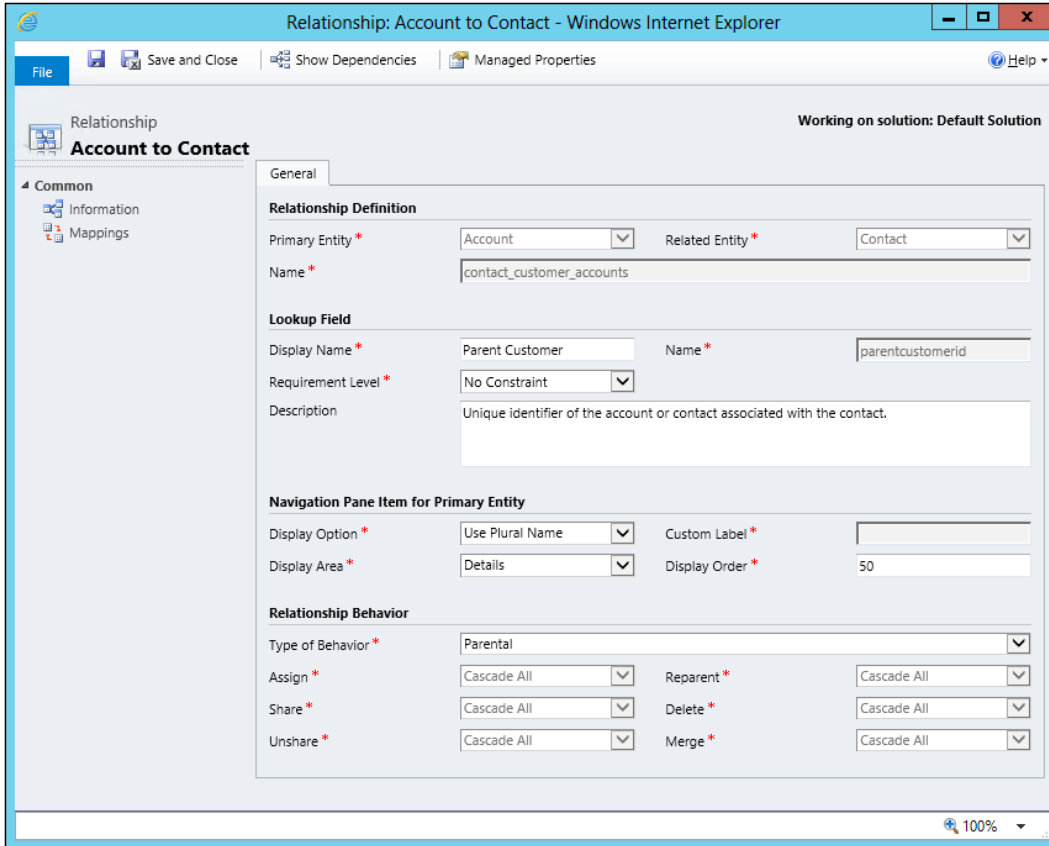 Relationship: Account to Contact - Windows Internet Explorer
File Save and Close Show Dependencies Managed Properties Help
Relationship
Account to Contact
Working on solution: Default Solution
Common
Information
Mappings
General
Relationship Definition
Primary Entity * Account Related Entity * Contact
Name * contact_customer_accounts
Lookup Field
Display Name * Parent Customer Name * parentcustomerid
Requirement Level * No Constraint
Description Unique identifier of the account or contact associated with the contact.
Navigation Pane Item for Primary Entity
Display Option * Use Plural Name Custom Label *
Display Area * Details Display Order * 50
Relationship Behavior
Type of Behavior * Parental
Assign * Cascade All Reparent * Cascade All
Share * Cascade All Delete * Cascade All
Unshare * Cascade All Merge * Cascade All
100%